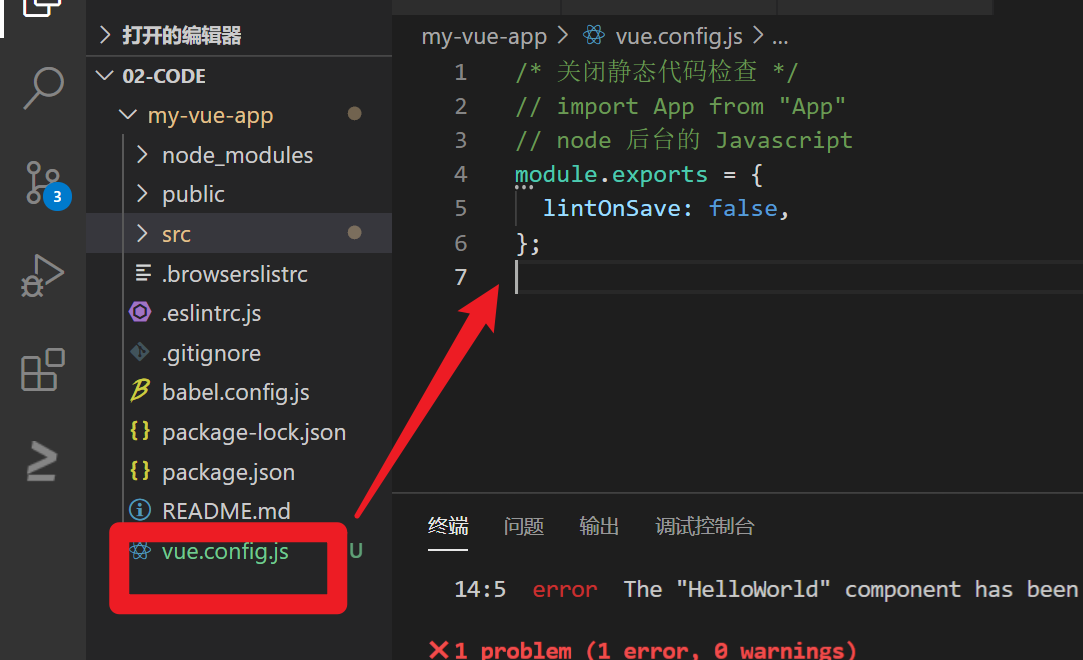 打开的编辑器
02-CODE
my-vue-app
node_modules
public
src
.browserslistrc
.eslintrc.js
.gitignore
babel.config.js
package-lock.json
package.json
README.md
vue.config.js U
3
my-vue-app > vue.config.js > ...
1 /* 关闭静态代码检查 */
2 // import App from "App"
3 // node 后台的 Javascript
4 module.exports = {
5 lintOnSave: false,
6 };
7
终端 问题 输出 调试控制台
14:5 error The "HelloWorld" component has been
✕ 1 problem (1 error, 0 warnings)